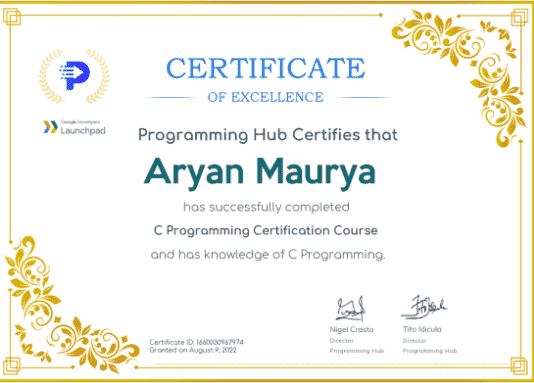 CERTIFICATE
OF EXCELLENCE
Google Developers
Launchpad
Programming Hub Certifies that
Aryan Maurya
has successfully completed
C Programming Certification Course
and has knowledge of C Programming.
Nigel Crasto
Director
Programming Hub
Tito Idicula
Director
Programming Hub
Certificate ID: 1660030967974
Granted on August 9, 2022